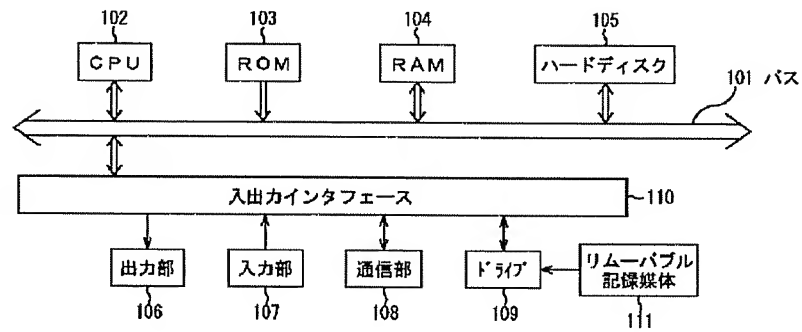 102
103
104
105
CPU
ROM
RAM
ハードディスク
101 バス
入出力インタフェース
110
出力部
入力部
通信部
ドライブ
リムーバブル
記録媒体
106
107
108
109
111